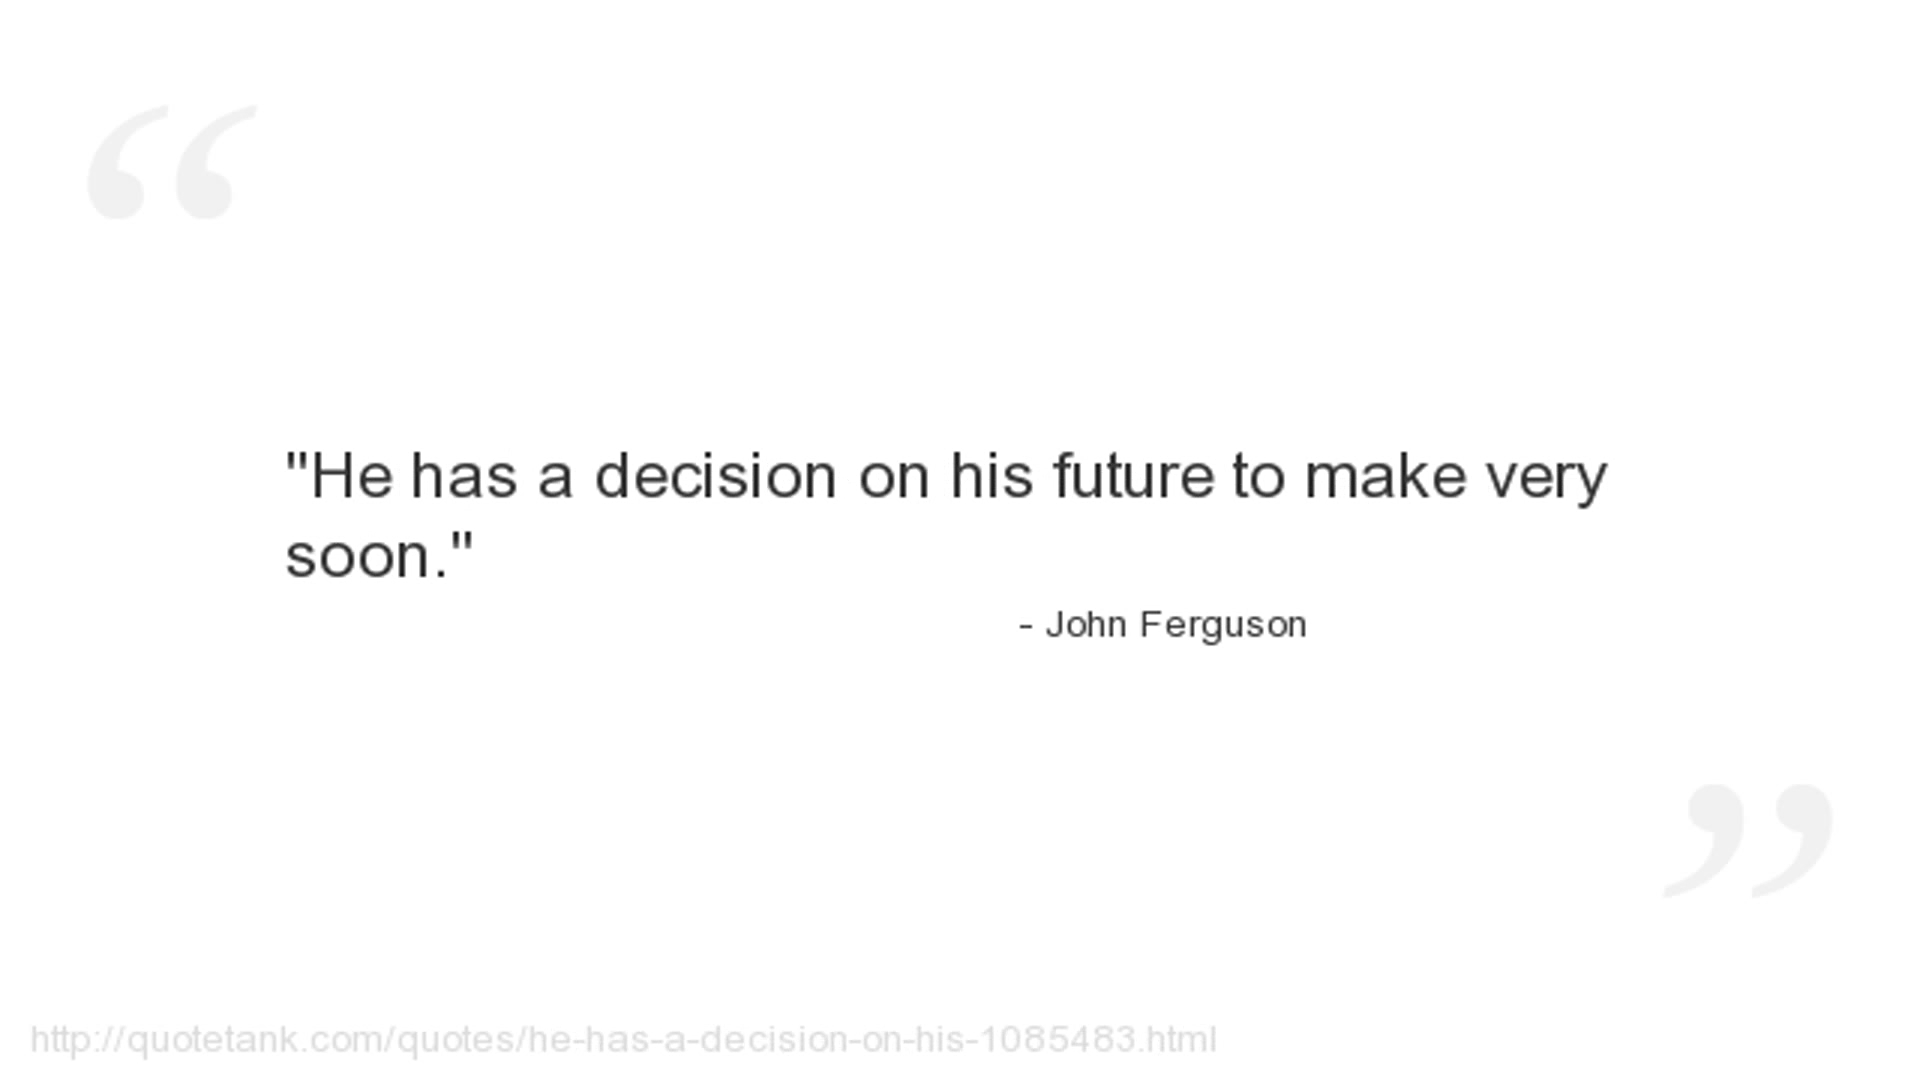 "He has a decision on his future to make very
soon."
- John Ferguson
http://quotetank.com/quotes/he-has-a-decision-on-his-1085483.html